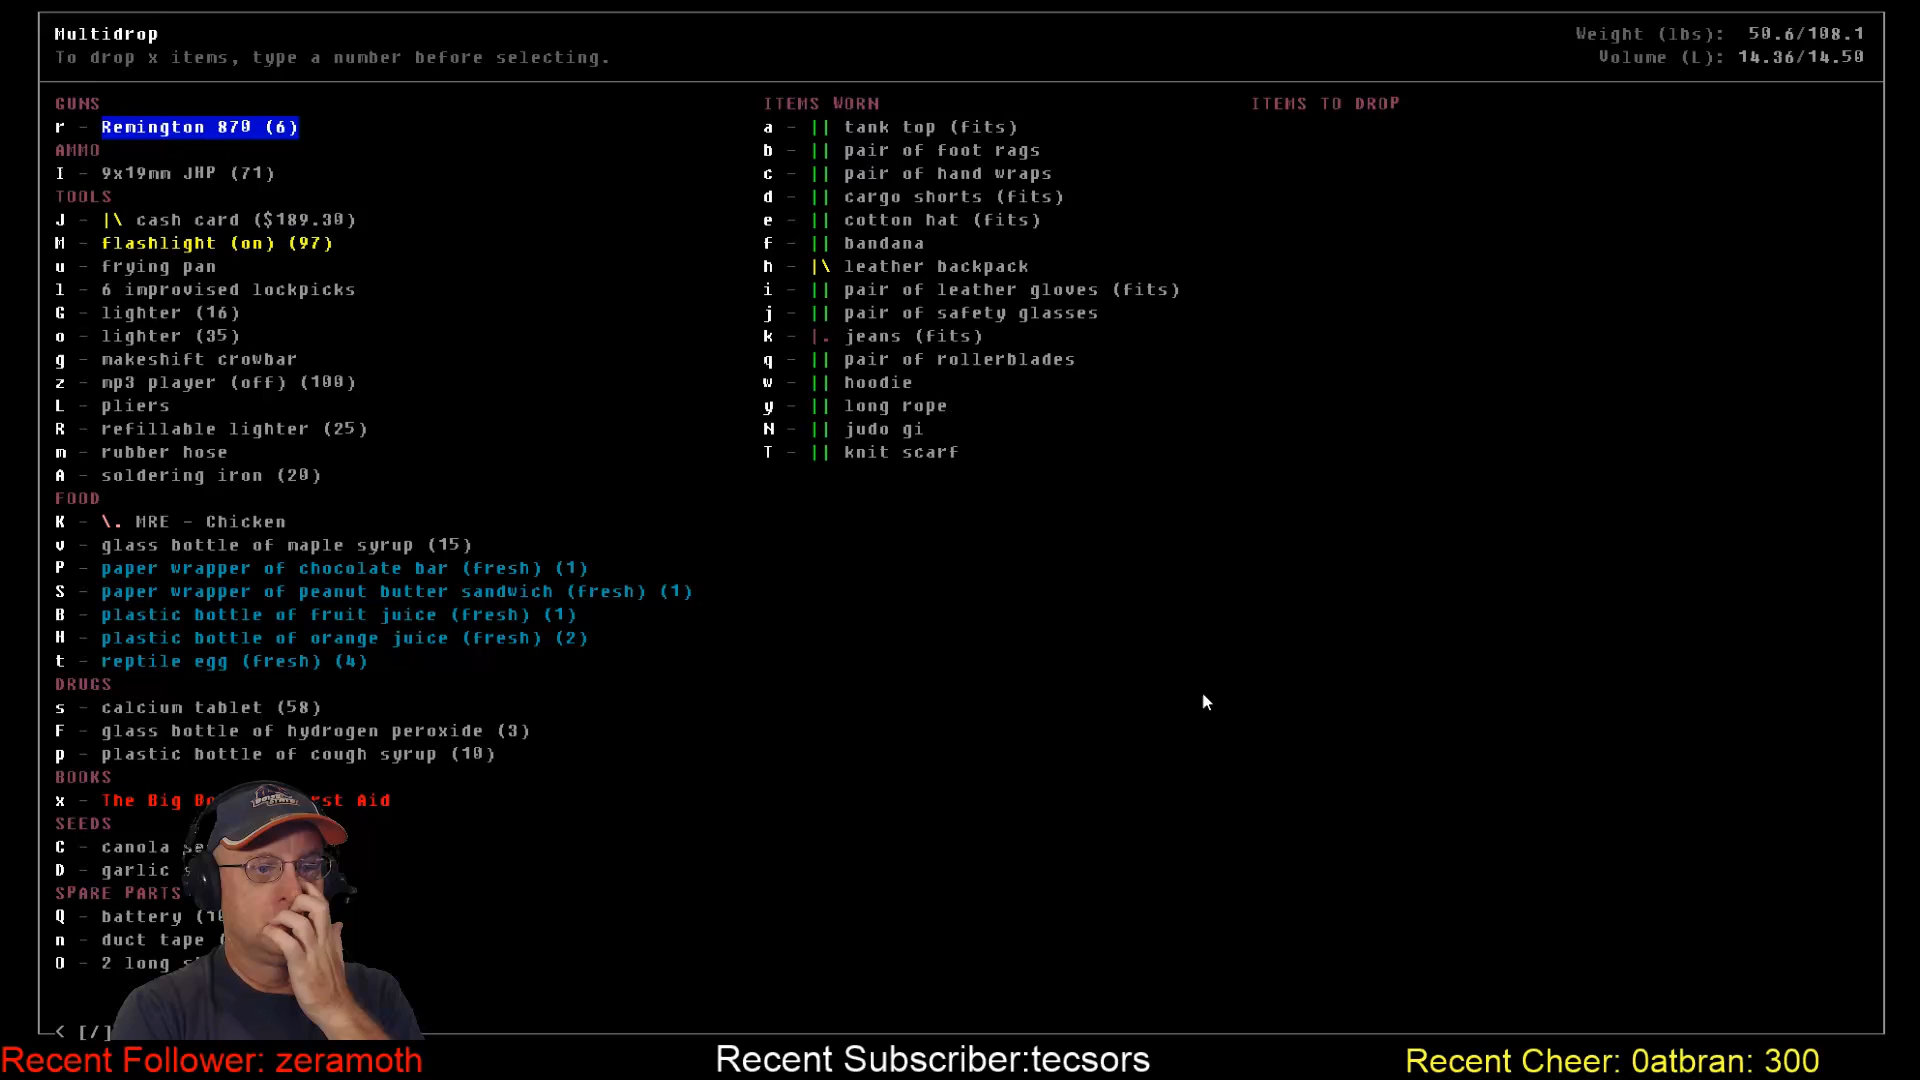 Multidrop
Weight (lbs): 50.6/108.1
To drop x items, type a number before selecting.
Volume (L): 14.36/14.50
GUNS
r - Remington 870 (6)
AMMO
I - 9x19mm JHP (71)
TOOLS
J - |\ cash card ($189.30)
M - flashlight (on) (97)
u - frying pan
l - 6 improvised lockpicks
G - lighter (16)
o - lighter (35)
g - makeshift crowbar
z - mp3 player (off) (100)
L - pliers
R - refillable lighter (25)
m - rubber hose
A - soldering iron (20)
FOOD
K - \. MRE - Chicken
v - glass bottle of maple syrup (15)
P - paper wrapper of chocolate bar (fresh) (1)
S - paper wrapper of peanut butter sandwich (fresh) (1)
B - plastic bottle of fruit juice (fresh) (1)
H - plastic bottle of orange juice (fresh) (2)
t - reptile egg (fresh) (4)
DRUGS
s - calcium tablet (58)
F - glass bottle of hydrogen peroxide (3)
p - plastic bottle of cough syrup (10)
BOOKS
x - The Big Aid
SEEDS
C - canola
D - garlic
SPARE PARTS
Q - battery
n - duct tape
O - 2 long
< [/]
ITEMS WORN
a - || tank top (fits)
b - || pair of foot rags
c - || pair of hand wraps
d - || cargo shorts (fits)
e - || cotton hat (fits)
f - || bandana
h - |\ leather backpack
i - || pair of leather gloves (fits)
j - || pair of safety glasses
k - |. jeans (fits)
q - || pair of rollerblades
w - || hoodie
y - || long rope
N - || judo gi
T - || knit scarf
ITEMS TO DROP
Recent Follower: zeramoth
Recent Subscriber:tecsors
Recent Cheer: 0atbran: 300